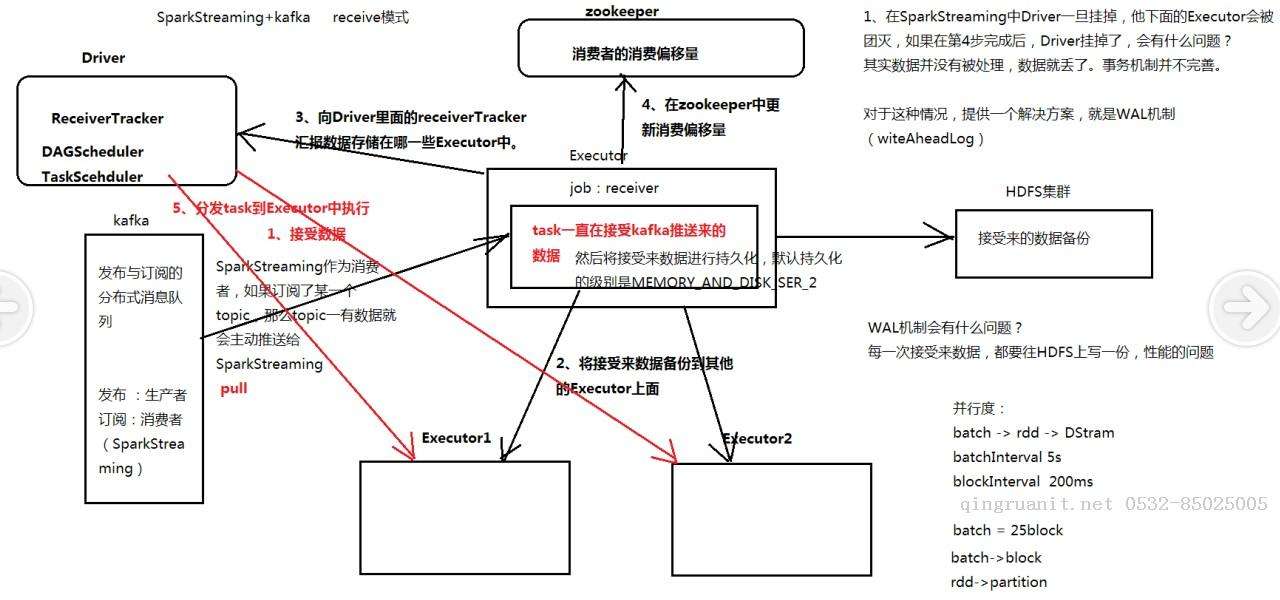 SparkStreaming+kafka receive模式
zookeeper
消费者的消费偏移量
Driver
ReceiverTracker
DAGScheduler
TaskScehduler
3、向Driver里面的receiverTracker
汇报数据存储在哪一些Executor中。
4、在zookeeper中更
新消费偏移量
1、在SparkStreaming中Driver一旦挂掉，他下面的Executor会被
团灭，如果在第4步完成后，Driver挂掉了，会有什么问题？
其实数据并没有被处理，数据就丢了。事务机制并不完善。
对于这种情况，提供一个解决方案，就是WAL机制
（witeAheadLog）
Executor
job：receiver
task一直在接受kafka推送来的
数据
然后将接受来数据进行持久化，默认持久化
的级别是MEMORY_AND_DISK_SER_2
HDFS集群
接受来的数据备份
kafka
发布与订阅的
分布式消息队
列
发布 ：生产者
订阅：消费者
（SparkStrea
ming）
5、分发task到Executor中执行
1、接受数据
SparkStreaming作为消费
者，如果订阅了某一个
topic，那么topic一有数据就
会主动推送给
SparkStreaming
pull
2、将接受来数据备份到其他
的Executor上面
Executor1
Executor2
WAL机制会有什么问题？
每一次接受来数据，都要往HDFS上写一份，性能的问题
并行度：
batch -> rdd -> DStram
batchInterval 5s
blockInterval 200ms
qingruanit.net 0532-85025005
batch = 25block
batch->block
rdd->partition